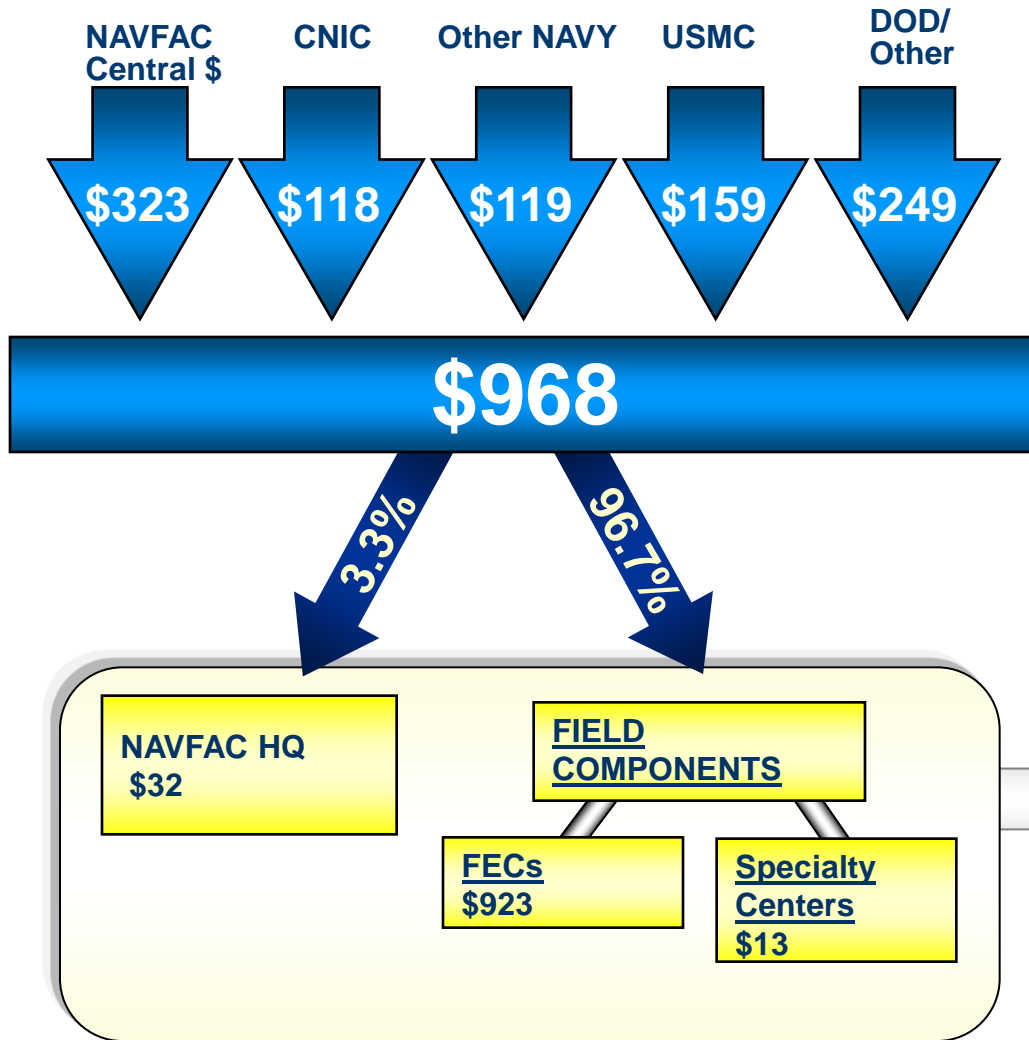 NAVFAC
Central $
CNIC
Other NAVY
USMC
DOD/
Other
$323
$118
$119
$159
$249
$968
3.3%
96.7%
NAVFAC HQ
$32
FIELD
COMPONENTS
FECs
$923
Specialty
Centers
$13